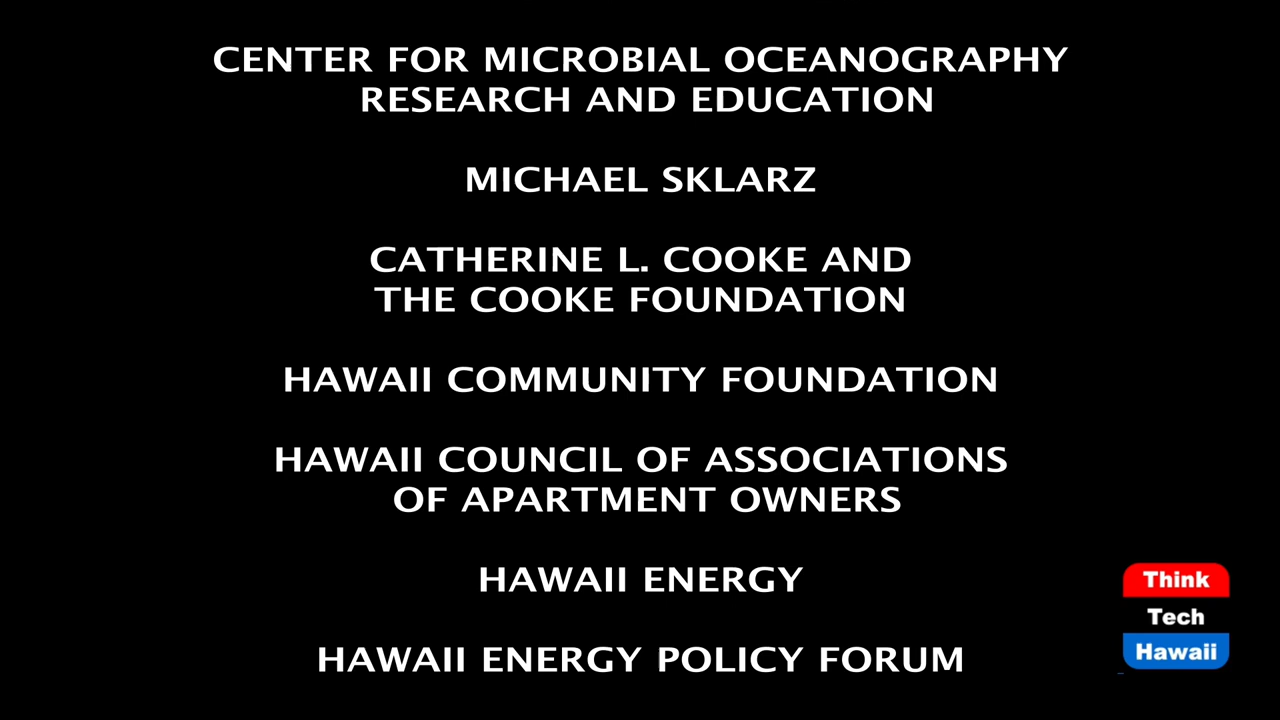 CENTER FOR MICROBIAL OCEANOGRAPHY
RESEARCH AND EDUCATION
MICHAEL SKLARZ
CATHERINE L. COOKE AND
THE COOKE FOUNDATION
HAWAII COMMUNITY FOUNDATION
HAWAII COUNCIL OF ASSOCIATIONS
OF APARTMENT OWNERS
HAWAII ENERGY
HAWAII ENERGY POLICY FORUM
Think
Tech
Hawaii